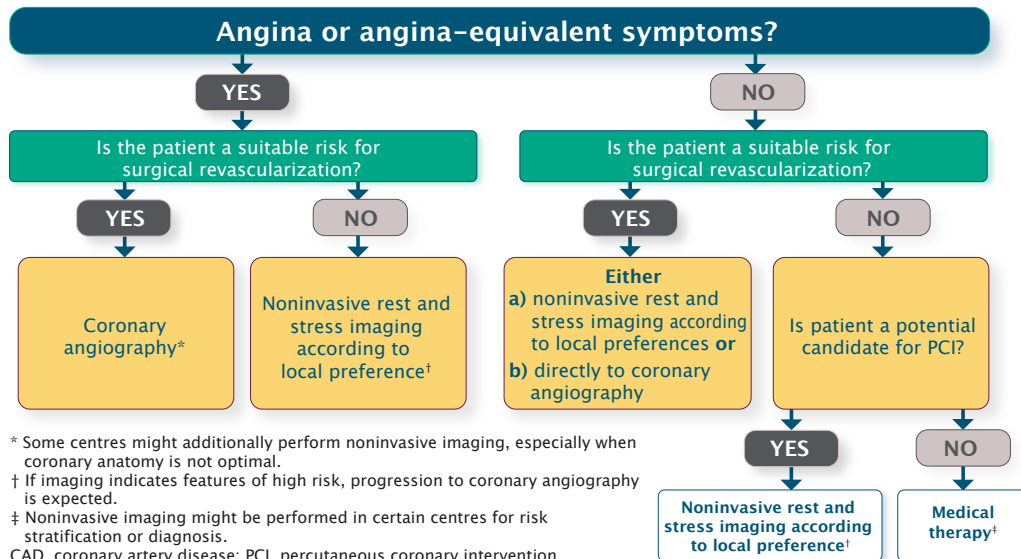 Angina or angina-equivalent symptoms?
YES
NO
Is the patient a suitable risk for
surgical revascularization?
Is the patient a suitable risk for
surgical revascularization?
YES
NO
YES
NO
Coronary
angiography*
Noninvasive rest and
stress imaging
according to
local preference†
Either
a) noninvasive rest and
stress imaging according
to local preferences or
b) directly to coronary
angiography
Is patient a potential
candidate for PCI?
YES
NO
Noninvasive rest and
stress imaging according
to local preference†
Medical
therapy‡
* Some centres might additionally perform noninvasive imaging, especially when
coronary anatomy is not optimal.
† If imaging indicates features of high risk, progression to coronary angiography
is expected.
‡ Noninvasive imaging might be performed in certain centres for risk
stratification or diagnosis.
CAD, coronary artery disease; PCI, percutaneous coronary intervention